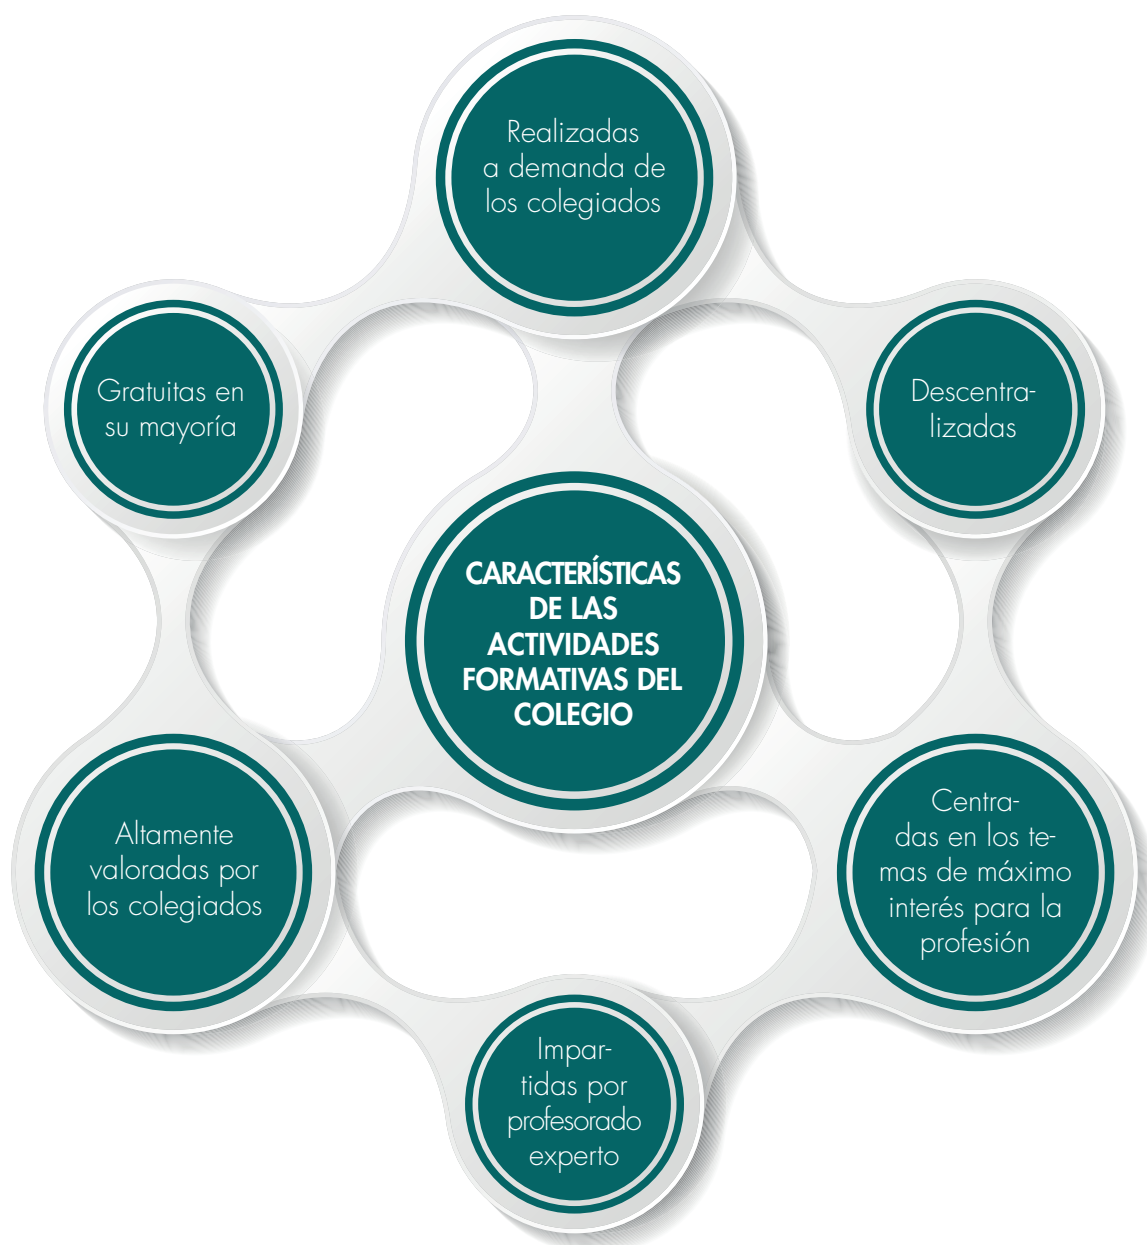 Realizadas
a demanda de
los colegiados
Gratuitas en
su mayoría
Descentra-
lizadas
CARACTERÍSTICAS
DE LAS
ACTIVIDADES
FORMATIVAS DEL
COLEGIO
Altamente
valoradas por
los colegiados
Centra-
das en los te-
mas de máximo
interés para la
profesión
Impar-
tidas por
profesorado
experto